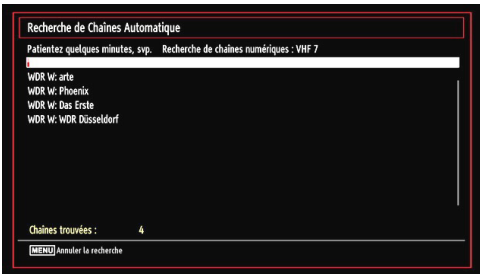 Recherche de Chaînes Automatique
Patientez quelques minutes, svp. Recherche de chaînes numériques : VHF 7
WDR W: arte
WDR W: Phoenix
WDR W: Das Erste
WDR W: WDR Düsseldorf
Chaînes trouvées : 4
MENU Annuler la recherche